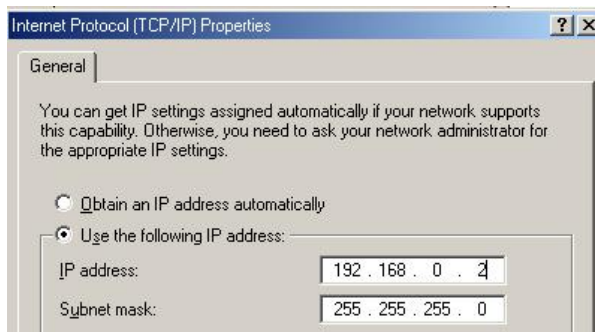 Internet Protocol (TCP/IP) Properties
General
You can get IP settings assigned automatically if your network supports
this capability. Otherwise, you need to ask your network administrator for
the appropriate IP settings.
Obtain an IP address automatically
Use the following IP address:
IP address: 192 . 168 . 0 . 2
Subnet mask: 255 . 255 . 255 . 0